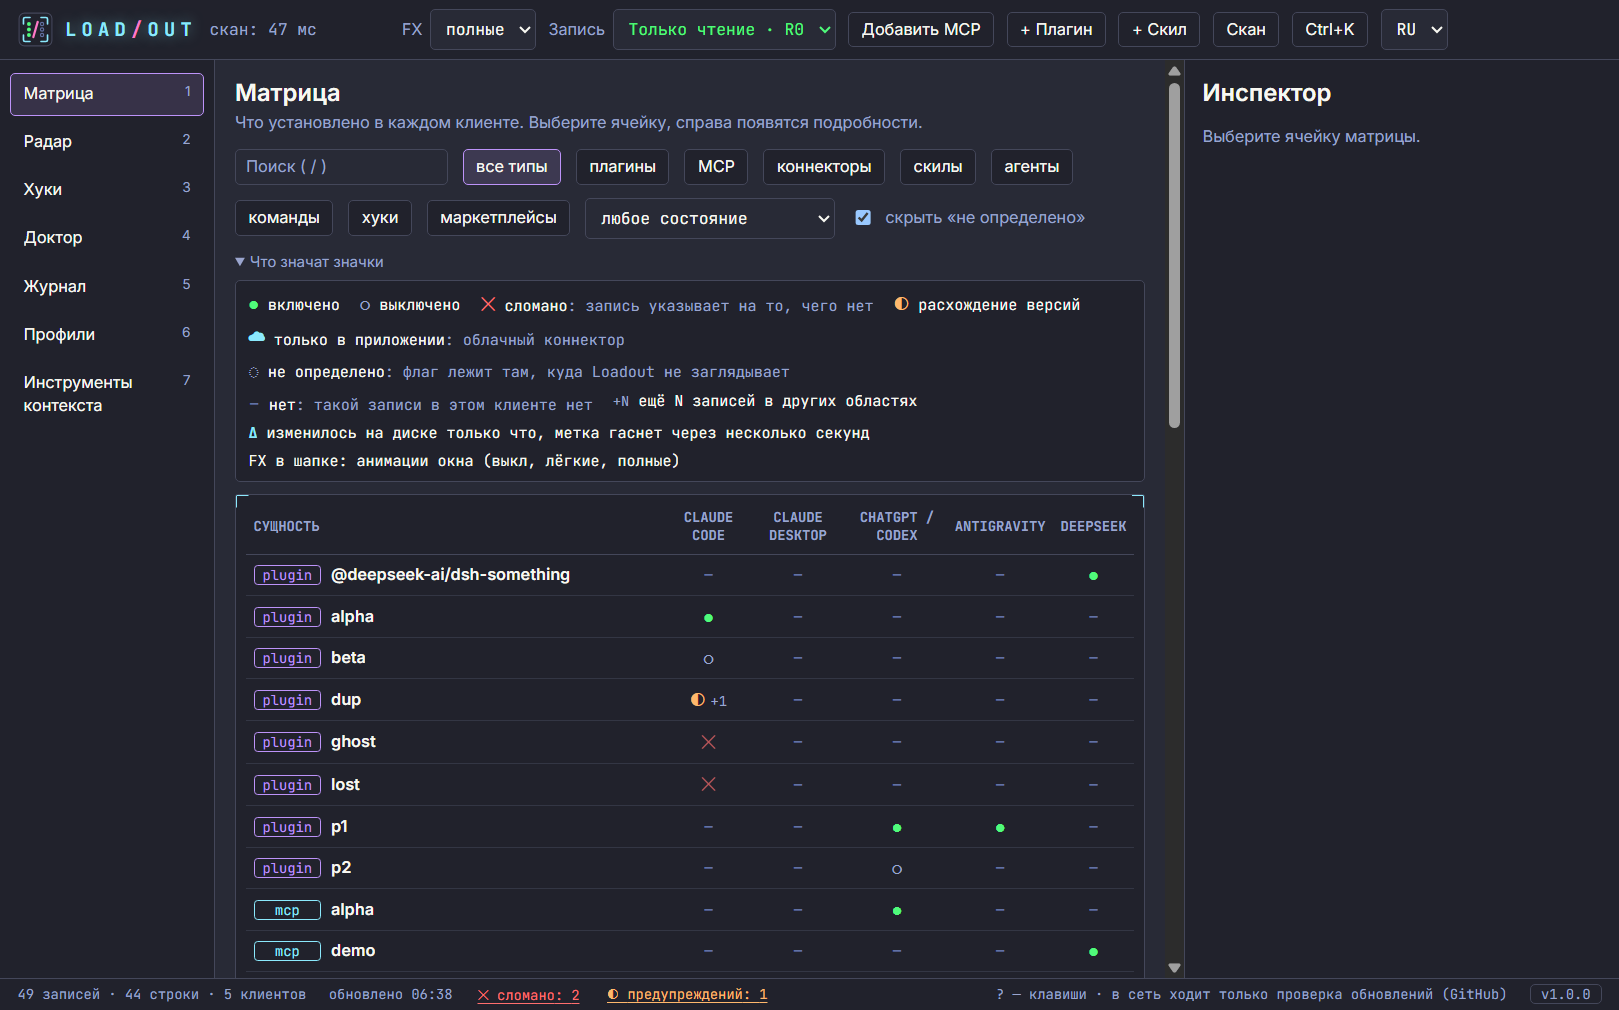 LOAD/OUT скан: 47 мс FX полные Запись Только чтение · R0 Добавить MCP + Плагин + Скил Скан Ctrl+K RU
Матрица 1
Радар 2
Хуки 3
Доктор 4
Журнал 5
Профили 6
Инструменты контекста 7
Матрица
Что установлено в каждом клиенте. Выберите ячейку, справа появятся подробности.
Поиск ( / ) все типы плагины MCP коннекторы скилы агенты
команды хуки маркетплейсы любое состояние скрыть «не определено»
▼ Что значат значки
● включено ○ выключено ╳ сломано: запись указывает на то, чего нет ◐ расхождение версий
☁ только в приложении: облачный коннектор
◌ не определено: флаг лежит там, куда Loadout не заглядывает
— нет: такой записи в этом клиенте нет +N ещё N записей в других областях
Δ изменилось на диске только что, метка гаснет через несколько секунд
FX в шапке: анимации окна (выкл, лёгкие, полные)
СУЩНОСТЬ CLAUDE CODE CLAUDE DESKTOP CHATGPT / CODEX ANTIGRAVITY DEEPSEEK
plugin @deepseek-ai/dsh-something — — — — ●
plugin alpha ● — — — —
plugin beta ○ — — — —
plugin dup ◐ +1 — — — —
plugin ghost ╳ — — — —
plugin lost ╳ — — — —
plugin p1 — — ● ● —
plugin p2 — — ○ — —
mcp alpha — — ● — —
mcp demo — — — — ●
Инспектор
Выберите ячейку матрицы.
49 записей · 44 строки · 5 клиентов обновлено 06:38 ╳ сломано: 2 ◐ предупреждений: 1 ? — клавиши · в сеть ходит только проверка обновлений (GitHub) v1.0.0